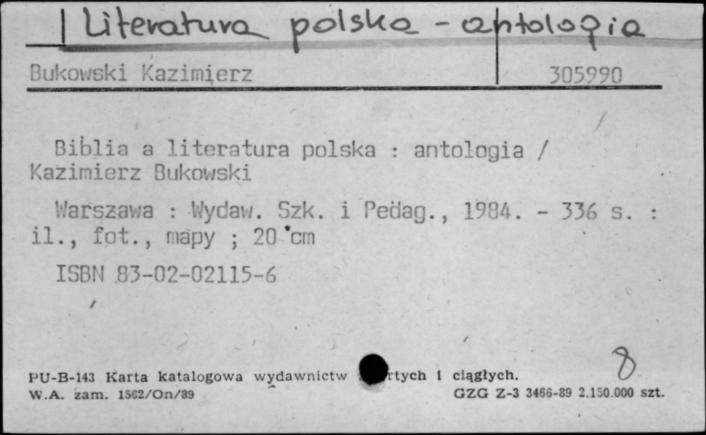 Literatura polska - antologia
Bukowski Kazimierz 305990
Biblia a literatura polska : antologia /
Kazimierz Bukowski
Warszawa : Wydaw. Szk. i Pedag., 1984. - 336 s. :
il., fot., mapy ; 20 cm
ISBN 83-02-02115-6
8
PU-B-143 Karta katalogowa wydawnictw rtych i ciągłych.
W.A. zam. 1562/On/89 GZG Z-3 3466-89 2.150.000 szt.